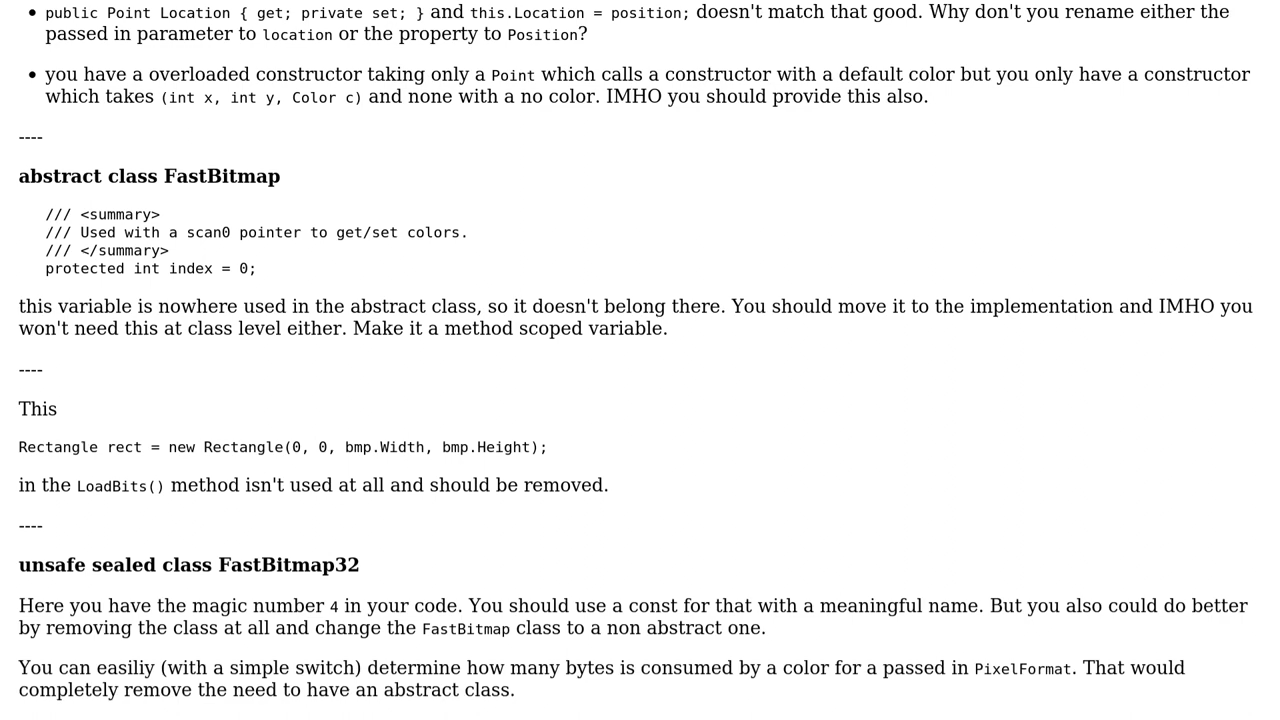 • public Point Location { get; private set; } and this.Location = position; doesn't match that good. Why don't you rename either the
passed in parameter to location or the property to Position?
• you have a overloaded constructor taking only a Point which calls a constructor with a default color but you only have a constructor
which takes (int x, int y, Color c) and none with a no color. IMHO you should provide this also.
----
abstract class FastBitmap
/// <summary>
/// Used with a scan0 pointer to get/set colors.
/// </summary>
protected int index = 0;
this variable is nowhere used in the abstract class, so it doesn't belong there. You should move it to the implementation and IMHO you
won't need this at class level either. Make it a method scoped variable.
----
This
Rectangle rect = new Rectangle(0, 0, bmp.Width, bmp.Height);
in the LoadBits() method isn't used at all and should be removed.
----
unsafe sealed class FastBitmap32
Here you have the magic number 4 in your code. You should use a const for that with a meaningful name. But you also could do better
by removing the class at all and change the FastBitmap class to a non abstract one.
You can easiliy (with a simple switch) determine how many bytes is consumed by a color for a passed in PixelFormat. That would
completely remove the need to have an abstract class.